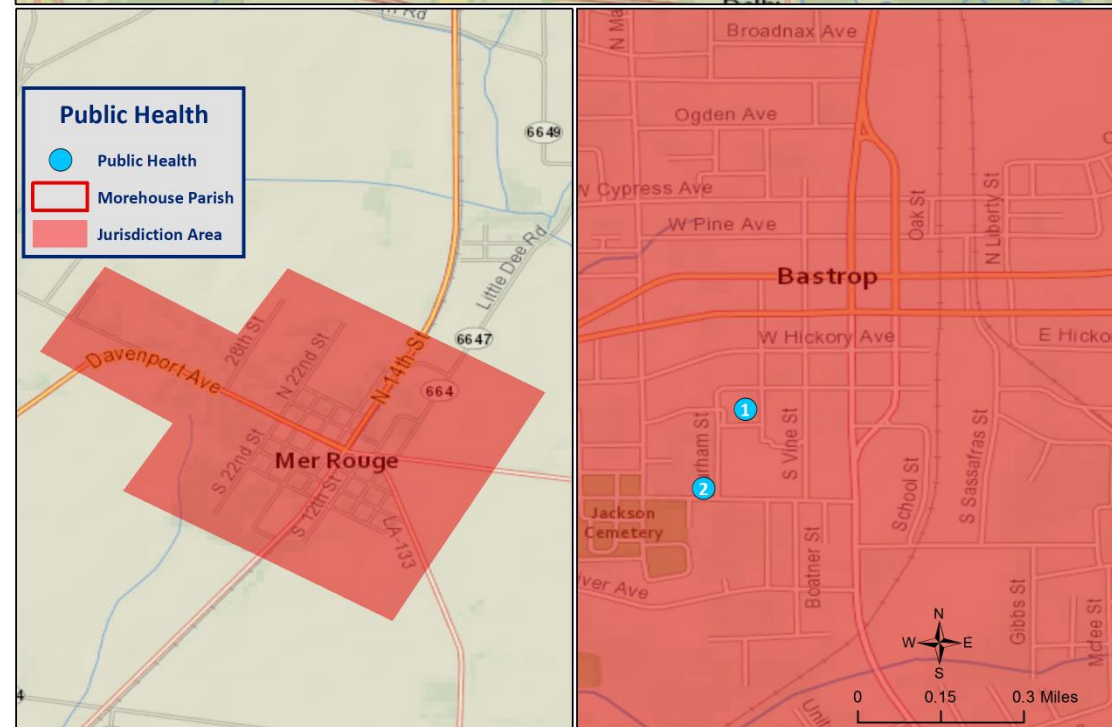 Public Health
Public Health
Morehouse Parish
Jurisdiction Area
6649
Little Dee Rd
6647
664
28th St
N 22nd St
N 14th St
Davenport Ave
S 22nd St
Mer Rouge
S 12th St
LA-133
4
Broadnax Ave
Ogden Ave
W Cypress Ave
W Pine Ave
Oak St
N Liberty St
Bastrop
W Hickory Ave
E Hicko
1
S Vine St
2
Jackson
Cemetery
School St
S Sassafras St
iver Ave
Boatner St
Gibbs St
Mcfee St
N
W E
S
0 0.15 0.3 Miles